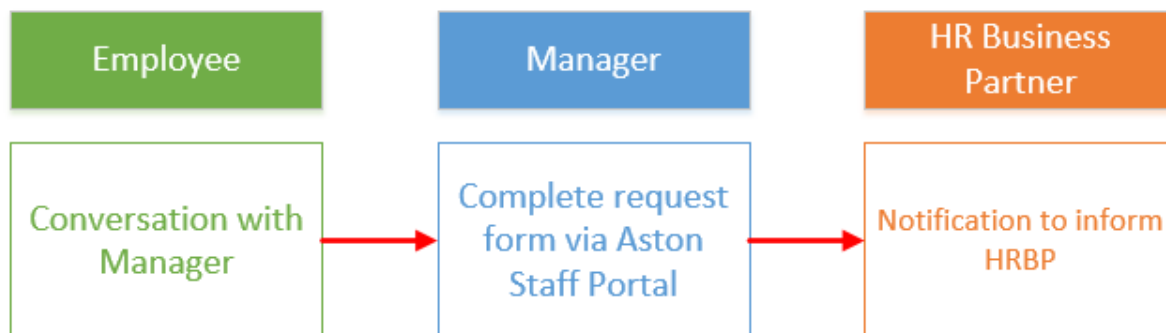 Employee
Manager
HR Business
Partner
Conversation with
Manager
Complete request
form via Aston
Staff Portal
Notification to inform
HRBP